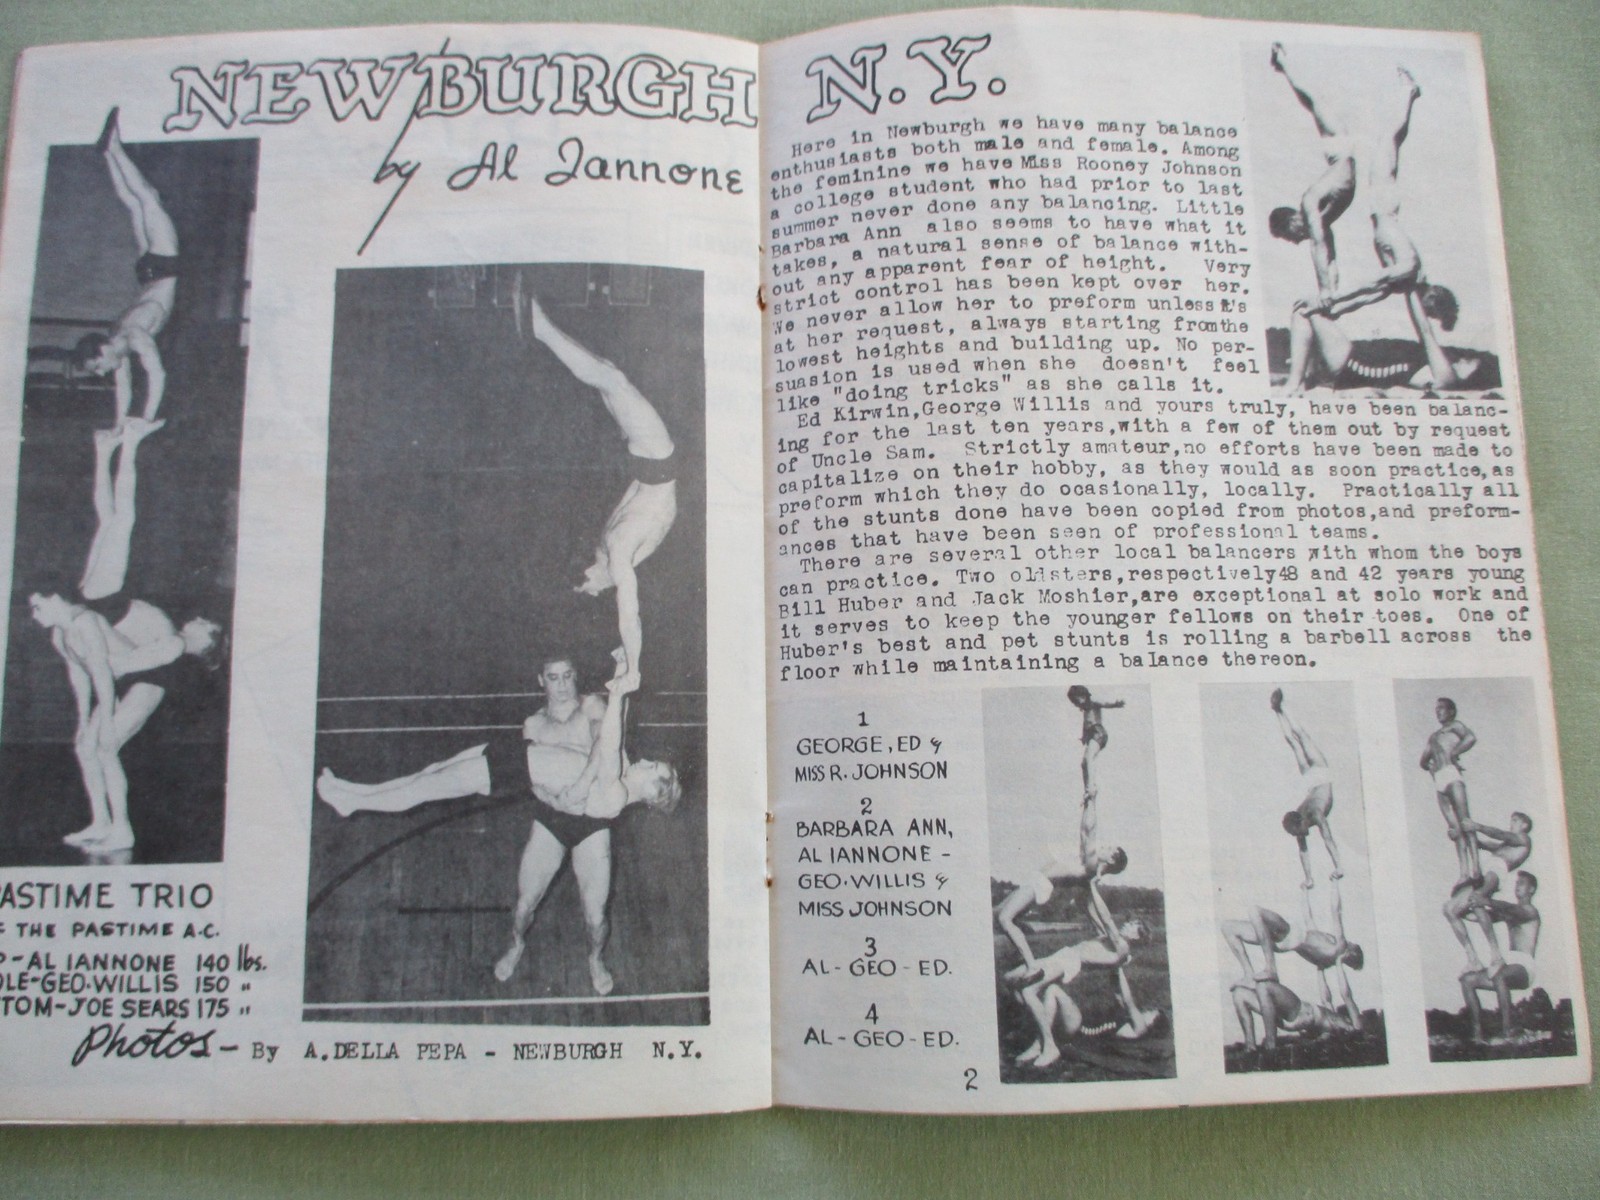 NEWBURGH
by Al Iannone
ASTIME TRIO
THE PASTIME A.C.
-AL IANNONE 140 lbs.
LE-GEO.WILLIS 150 "
TOM-JOE SEARS 175 "
Photos - By A.DELLA PEPA - NEWBURGH N.Y.
N.Y.
Here in Newburgh we have many balance
enthusiasts both male and female. Among
the feminine we have Miss Rooney Johnson
a college student who had prior to last
summer never done any balancing. Little
Barbara Ann also seems to have what it
takes, a natural sense of balance with-
out any apparent fear of height. Very
strict control has been kept over her.
We never allow her to preform unless it's
at her request, always starting from the
lowest heights and building up. No per-
suasion is used when she doesn't feel
like "doing tricks" as she calls it.
Ed Kirwin,George Willis and yours truly, have been balanc-
ing for the last ten years,with a few of them out by request
of Uncle Sam. Strictly amateur,no efforts have been made to
capitalize on their hobby, as they would as soon practice,as
preform which they do ocasionally, locally. Practically all
of the stunts done have been copied from photos,and preform-
ances that have been seen of professional teams.
There are several other local balancers with whom the boys
can practice. Two oldsters,respectively48 and 42 years young
Bill Huber and Jack Moshier,are exceptional at solo work and
it serves to keep the younger fellows on their toes. One of
Huber's best and pet stunts is rolling a barbell across the
floor while maintaining a balance thereon.
1
GEORGE, ED &
MISS R. JOHNSON
2
BARBARA ANN,
AL IANNONE -
GEO.WILLIS &
MISS JOHNSON
3
AL - GEO - ED.
4
AL - GEO - ED.
2